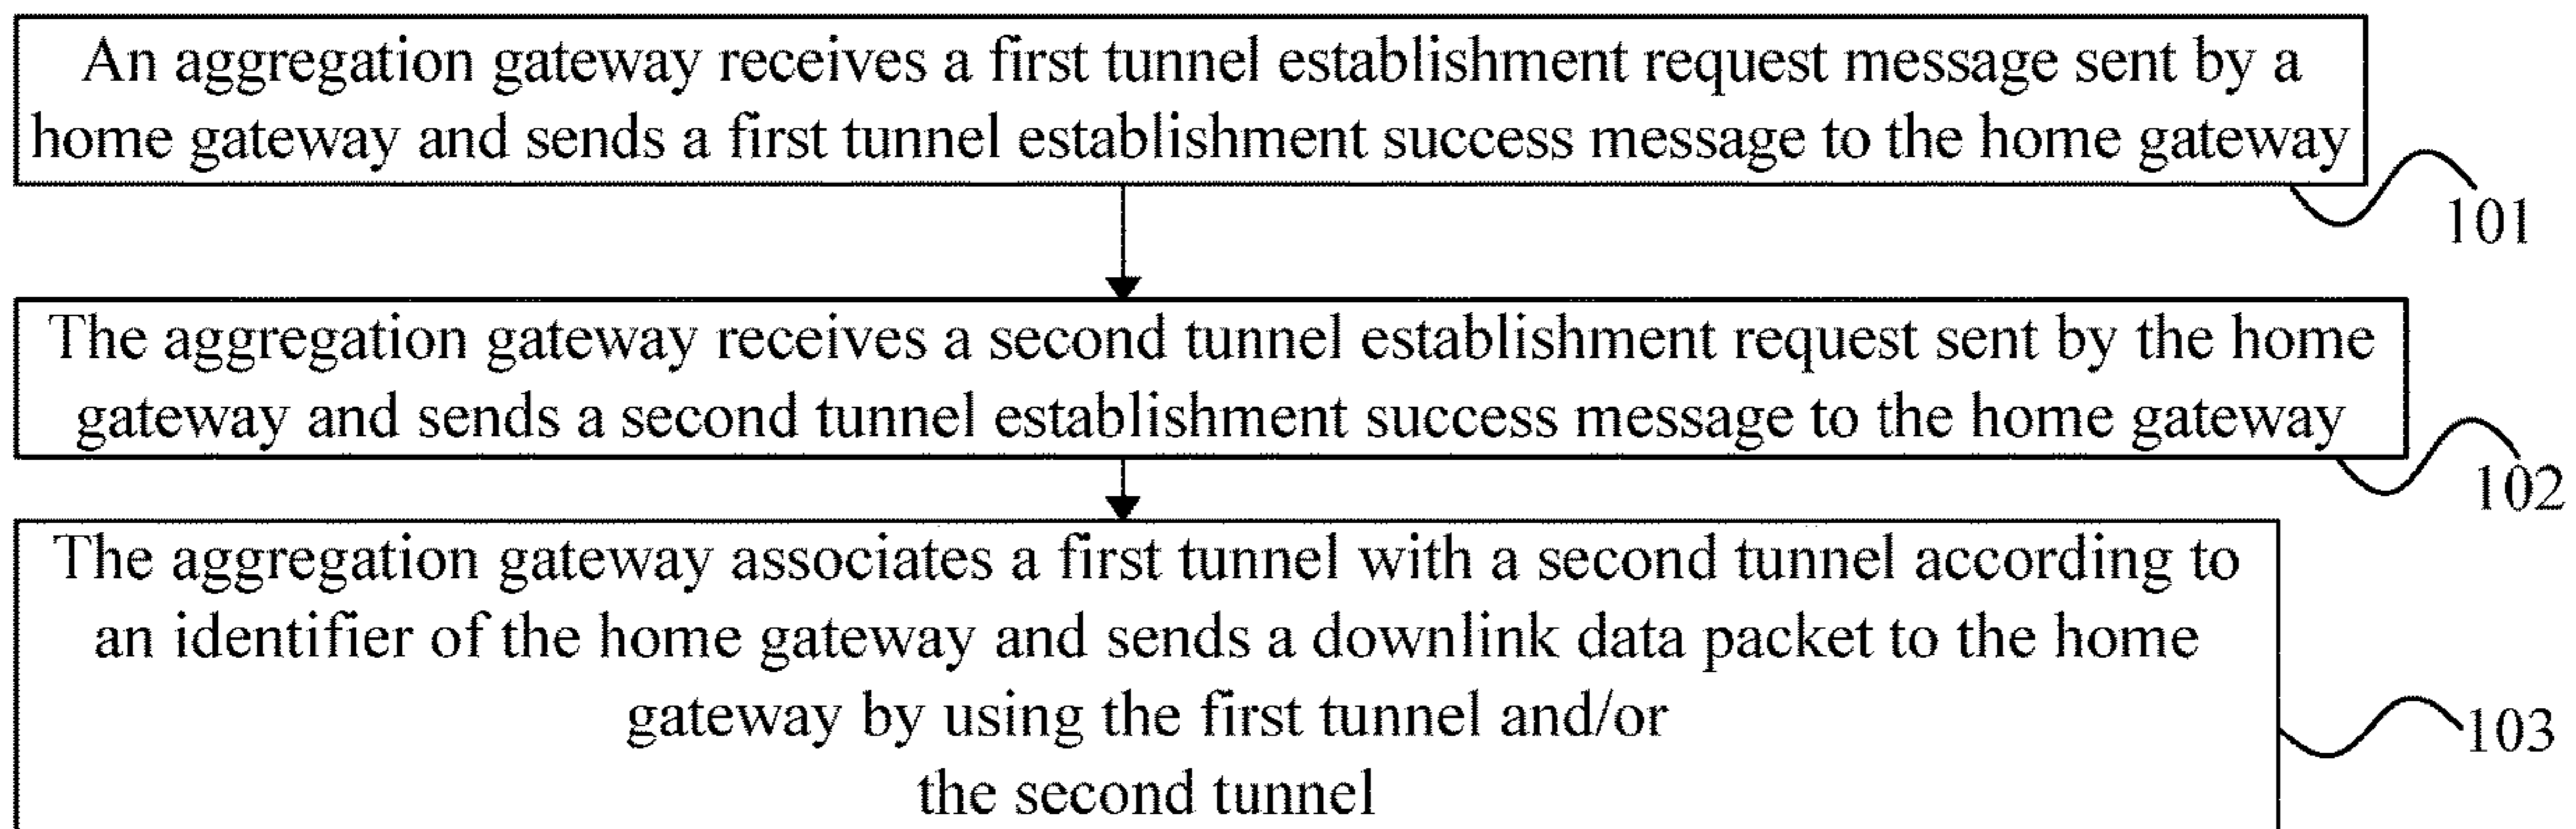 An aggregation gateway receives a first tunnel establishment request message sent by a
home gateway and sends a first tunnel establishment success message to the home gateway
101
The aggregation gateway receives a second tunnel establishment request sent by the home
gateway and sends a second tunnel establishment success message to the home gateway
102
The aggregation gateway associates a first tunnel with a second tunnel according to
an identifier of the home gateway and sends a downlink data packet to the home
gateway by using the first tunnel and/or
103
the second tunnel